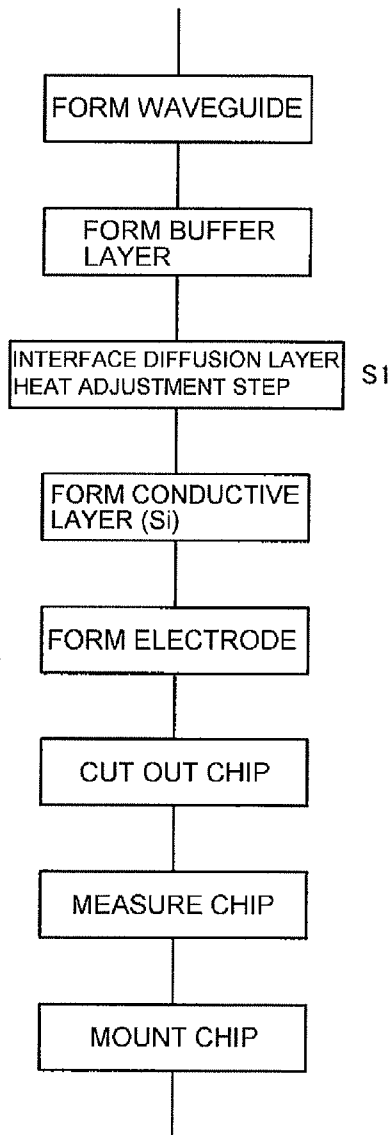 FORM WAVEGUIDE
FORM BUFFER
LAYER
INTERFACE DIFFUSION LAYER
HEAT ADJUSTMENT STEP
S1
FORM CONDUCTIVE
LAYER (Si)
FORM ELECTRODE
CUT OUT CHIP
MEASURE CHIP
MOUNT CHIP